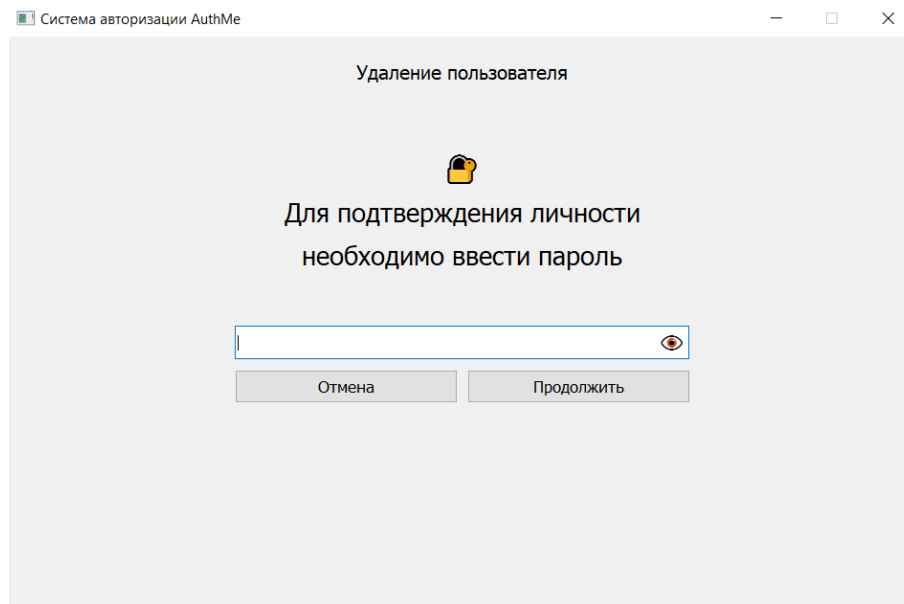 Система авторизации AuthMe
Удаление пользователя
Для подтверждения личности
необходимо ввести пароль
Отмена
Продолжить